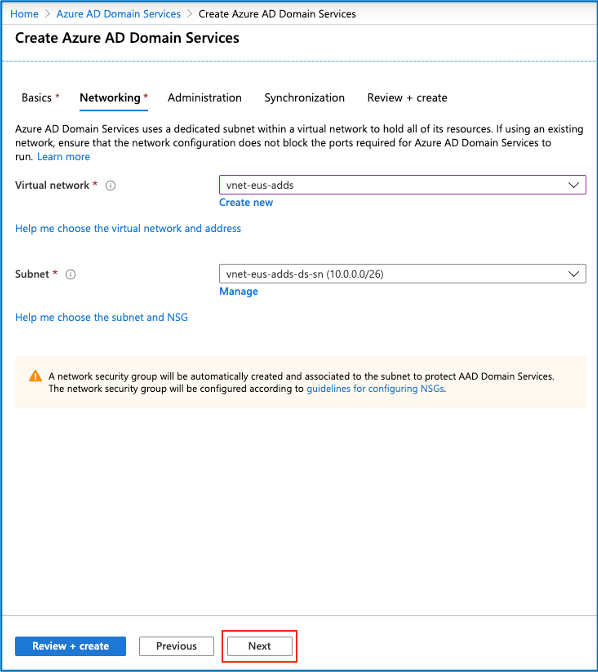 Home > Azure AD Domain Services > Create Azure AD Domain Services
Create Azure AD Domain Services
Basics * Networking * Administration Synchronization Review + create
Azure AD Domain Services uses a dedicated subnet within a virtual network to hold all of its resources. If using an existing
network, ensure that the network configuration does not block the ports required for Azure AD Domain Services to
run. Learn more
Virtual network * vnet-eus-adds
Create new
Help me choose the virtual network and address
Subnet * vnet-eus-adds-ds-sn (10.0.0.0/26)
Manage
Help me choose the subnet and NSG
A network security group will be automatically created and associated to the subnet to protect AAD Domain Services.
The network security group will be configured according to guidelines for configuring NSGs.
Review + create Previous Next